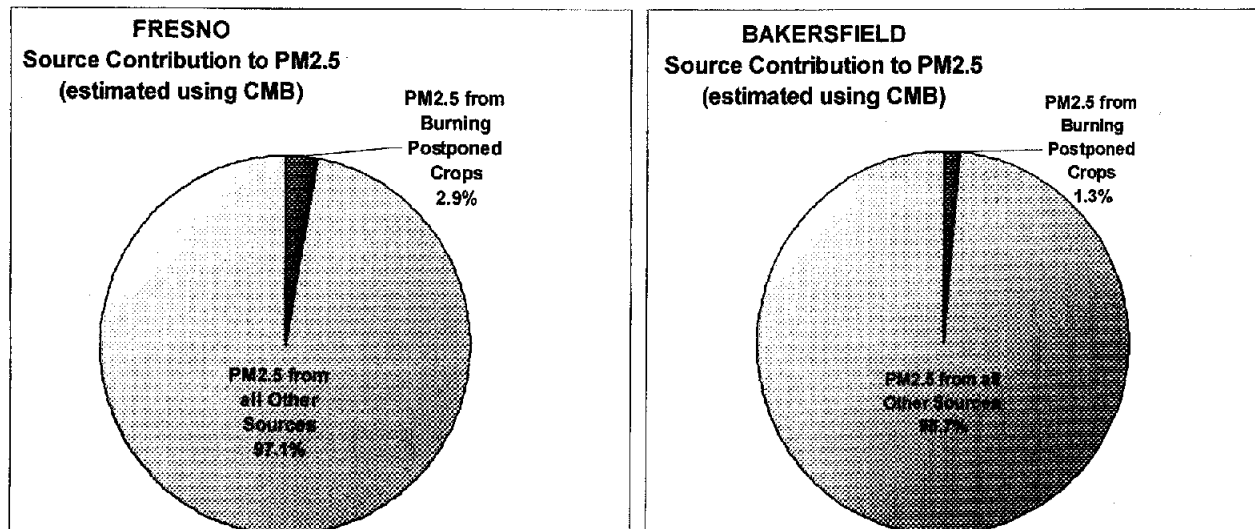 FRESNO
Source Contribution to PM2.5
(estimated using CMB)
PM2.5 from
Burning
Postponed
Crops
2.9%
PM2.5 from
all Other
Sources
97.1%
BAKERSFIELD
Source Contribution to PM2.5
(estimated using CMB)
PM2.5 from
Burning
Postponed
Crops
1.3%
PM2.5 from all
Other Sources
98.7%